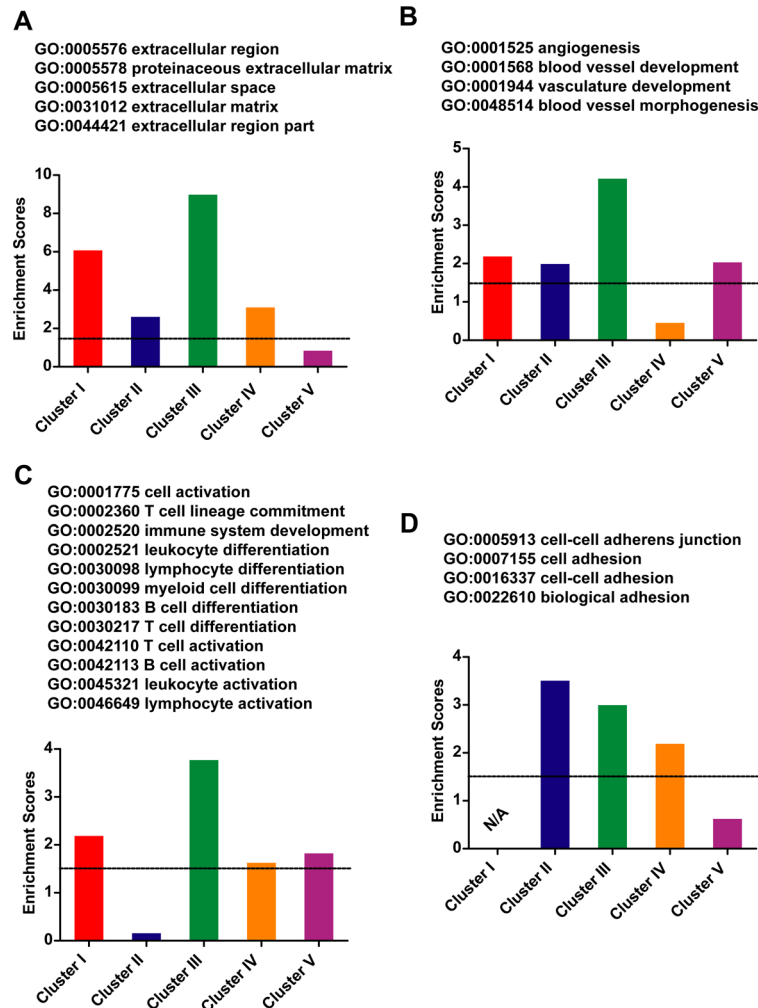 A
GO:0005576 extracellular region
GO:0005578 proteinaceous extracellular matrix
GO:0005615 extracellular space
GO:0031012 extracellular matrix
GO:0044421 extracellular region part
Enrichment Scores
10
8
6
4
2
0
Cluster I
Cluster II
Cluster III
Cluster IV
Cluster V
B
GO:0001525 angiogenesis
GO:0001568 blood vessel development
GO:0001944 vasculature development
GO:0048514 blood vessel morphogenesis
Enrichment Scores
5
4
3
2
1
0
Cluster I
Cluster II
Cluster III
Cluster IV
Cluster V
C
GO:0001775 cell activation
GO:0002360 T cell lineage commitment
GO:0002520 immune system development
GO:0002521 leukocyte differentiation
GO:0030098 lymphocyte differentiation
GO:0030099 myeloid cell differentiation
GO:0030183 B cell differentiation
GO:0030217 T cell differentiation
GO:0042110 T cell activation
GO:0042113 B cell activation
GO:0045321 leukocyte activation
GO:0046649 lymphocyte activation
Enrichment Scores
4
3
2
1
0
Cluster I
Cluster II
Cluster III
Cluster IV
Cluster V
D
GO:0005913 cell-cell adherens junction
GO:0007155 cell adhesion
GO:0016337 cell-cell adhesion
GO:0022610 biological adhesion
Enrichment Scores
4
3
2
1
0
N/A
Cluster I
Cluster II
Cluster III
Cluster IV
Cluster V